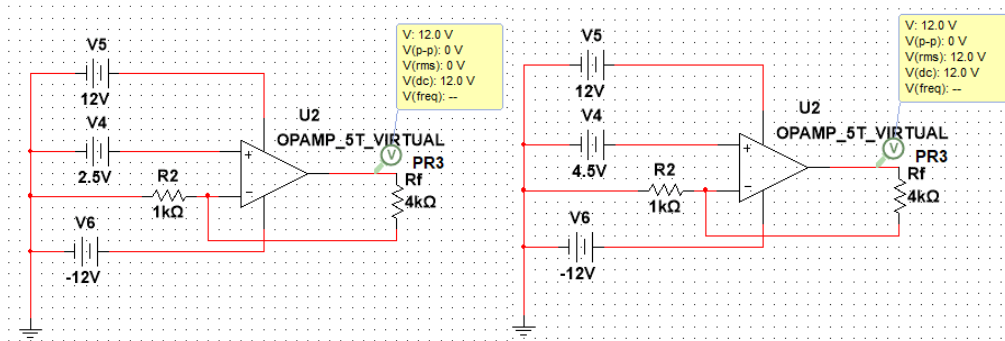 V: 12.0 V
V(p-p): 0 V
V(rms): 0 V
V(dc): 12.0 V
V(freq): --
V5
12V
V4
2.5V
U2
OPAMP_5T_VIRTUAL
+
−
V
PR3
Rf
4kΩ
R2
1kΩ
V6
-12V
V: 12.0 V
V(p-p): 0 V
V(rms): 12.0 V
V(dc): 12.0 V
V(freq): --
V5
12V
V4
4.5V
U2
OPAMP_5T_VIRTUAL
+
−
V
PR3
Rf
4kΩ
R2
1kΩ
V6
-12V